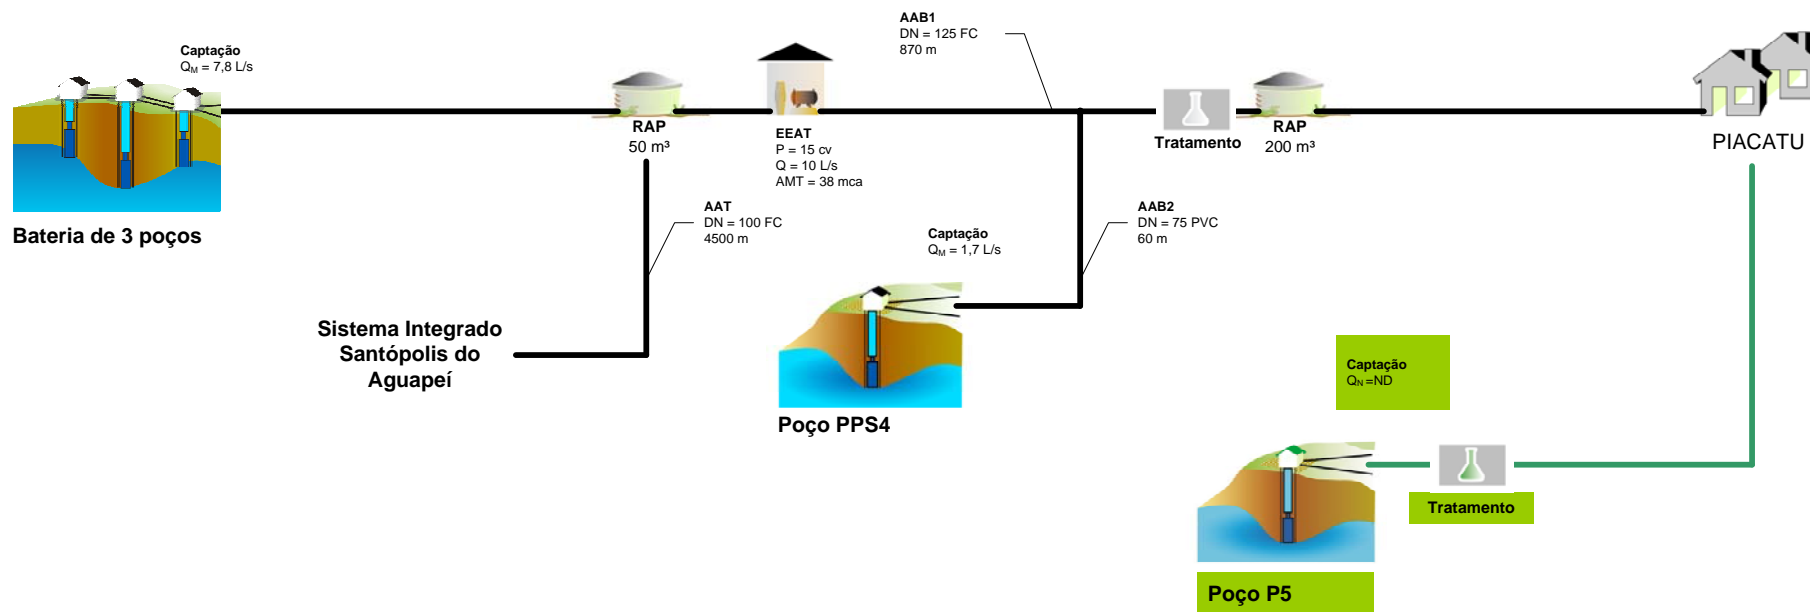 Captação
QM = 7,8 L/s
Bateria de 3 poços
RAP
50 m³
EEAT
P = 15 cv
Q = 10 L/s
AMT = 38 mca
AAB1
DN = 125 FC
870 m
Tratamento
RAP
200 m³
PIACATU
AAT
DN = 100 FC
4500 m
Sistema Integrado
Santópolis do
Aguapeí
Captação
QM = 1,7 L/s
AAB2
DN = 75 PVC
60 m
Poço PPS4
Captação
QN =ND
Tratamento
Poço P5